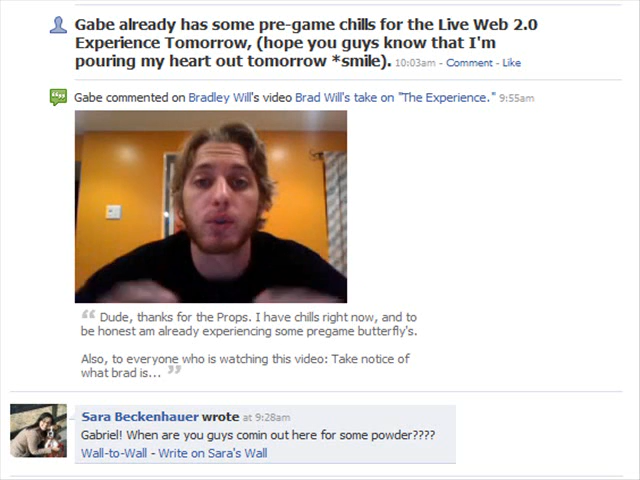 Gabe already has some pre-game chills for the Live Web 2.0
Experience Tomorrow, (hope you guys know that I'm
pouring my heart out tomorrow *smile). 10:03am - Comment - Like
Gabe commented on Bradley Will's video Brad Will's take on "The Experience." 9:55am
“ Dude, thanks for the Props. I have chills right now, and to
be honest am already experiencing some pregame butterfly's.
Also, to everyone who is watching this video: Take notice of
what brad is... ”
Sara Beckenhauer wrote at 9:28am
Gabriel! When are you guys comin out here for some powder????
Wall-to-Wall - Write on Sara's Wall